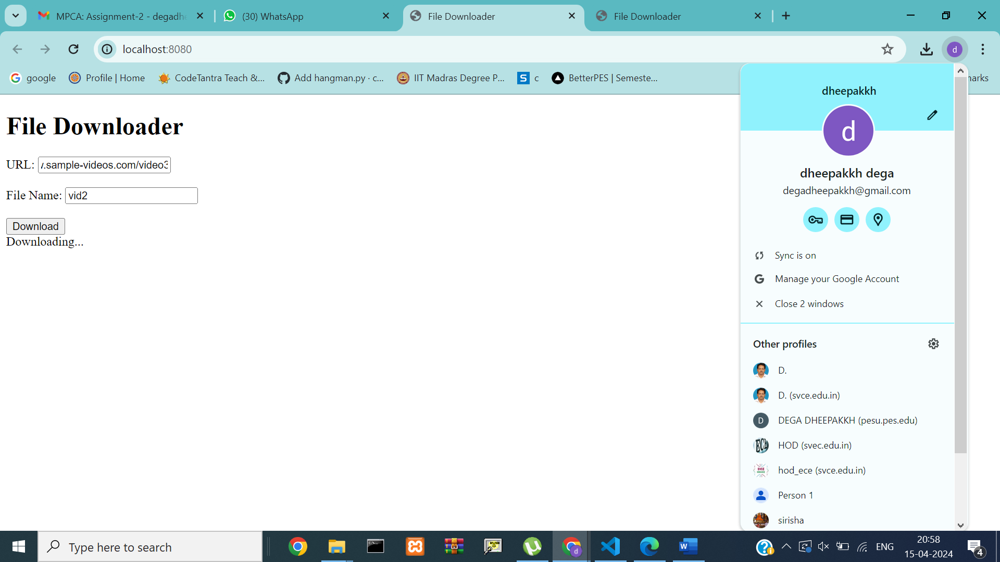 MPCA: Assignment-2 - degadhe
(30) WhatsApp
File Downloader
File Downloader
localhost:8080
d
google
Profile | Home
CodeTantra Teach &...
Add hangman.py · c...
IIT Madras Degree P...
S c
BetterPES | Semeste...
marks
File Downloader
URL: .sample-videos.com/video3
File Name: vid2
Download
Downloading...
dheepakkh
d
dheepakkh dega
degadheepakkh@gmail.com
Sync is on
Manage your Google Account
Close 2 windows
Other profiles
D.
D. (svce.edu.in)
D DEGA DHEEPAKKH (pesu.pes.edu)
HOD (svec.edu.in)
hod_ece (svce.edu.in)
Person 1
sirisha
Type here to search
ENG
20:58
15-04-2024
4